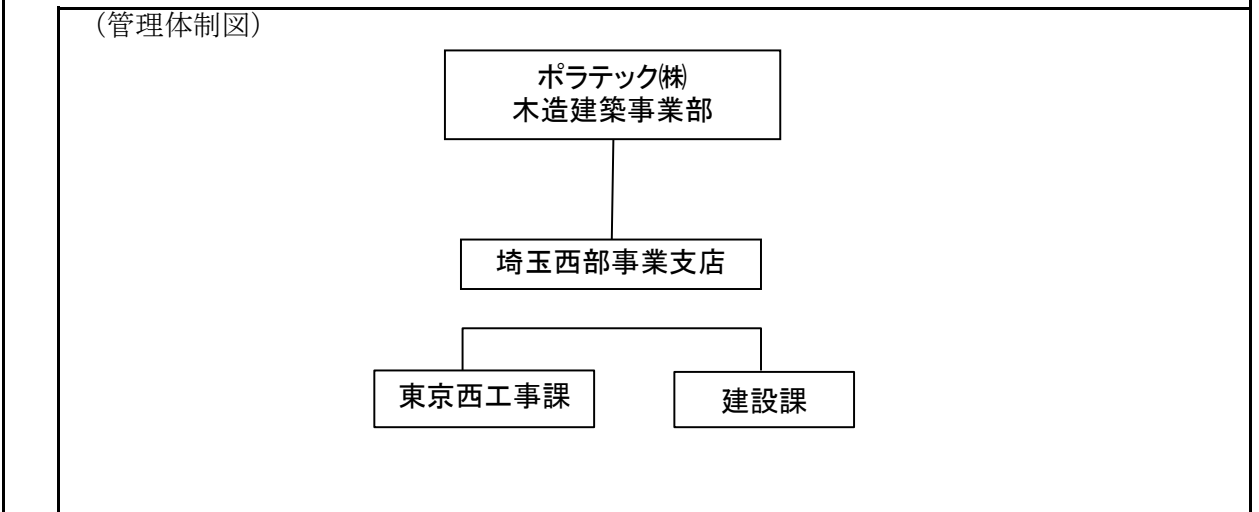 （管理体制図）
ポラテック㈱
木造建築事業部
埼玉西部事業支店
東京西工事課
建設課